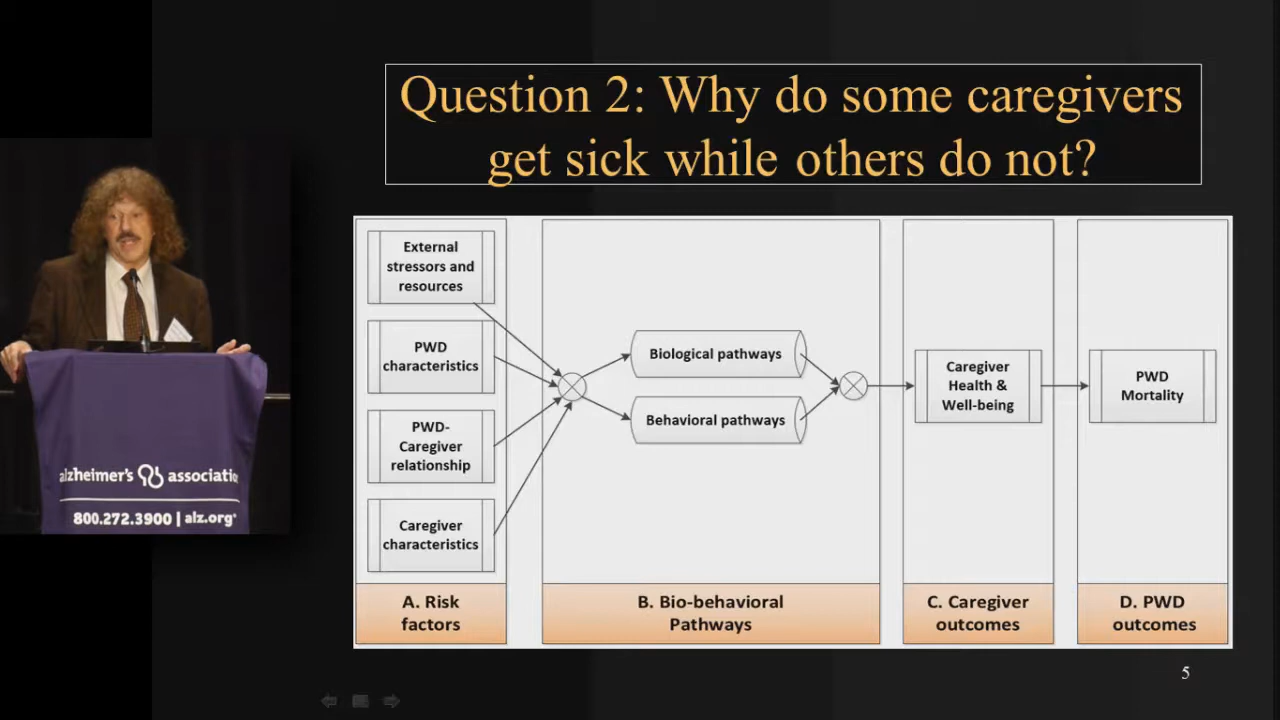 Question 2: Why do some caregivers
get sick while others do not?
External
stressors and
resources
PWD
characteristics
PWD-
Caregiver
relationship
Caregiver
characteristics
Biological pathways
Behavioral pathways
Caregiver
Health &
Well-being
PWD
Mortality
A. Risk
factors
B. Bio-behavioral
Pathways
C. Caregiver
outcomes
D. PWD
outcomes
5
alzheimer's associatio
800.272.3900 | alz.org®